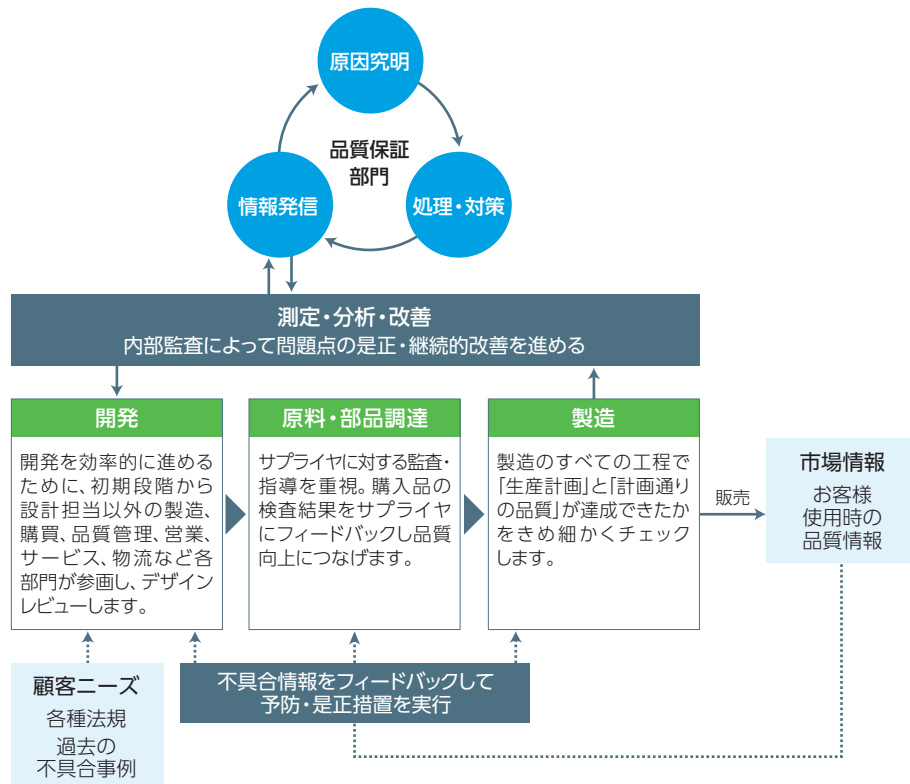 原因究明
品質保証
部門
情報発信
処理・対策
測定・分析・改善
内部監査によって問題点の是正・継続的改善を進める
開発
開発を効率的に進める
ために、初期段階から
設計担当以外の製造、
購買、品質管理、営業、
サービス、物流など各
部門が参画し、デザイン
レビューします。
原料・部品調達
サプライヤに対する監査・
指導を重視。購入品の
検査結果をサプライヤ
にフィードバックし品質
向上につなげます。
製造
製造のすべての工程で
「生産計画」と「計画通り
の品質」が達成できたか
をきめ細かくチェック
します。
販売
市場情報
お客様
使用時の
品質情報
顧客ニーズ
各種法規
過去の
不具合事例
不具合情報をフィードバックして
予防・是正措置を実行